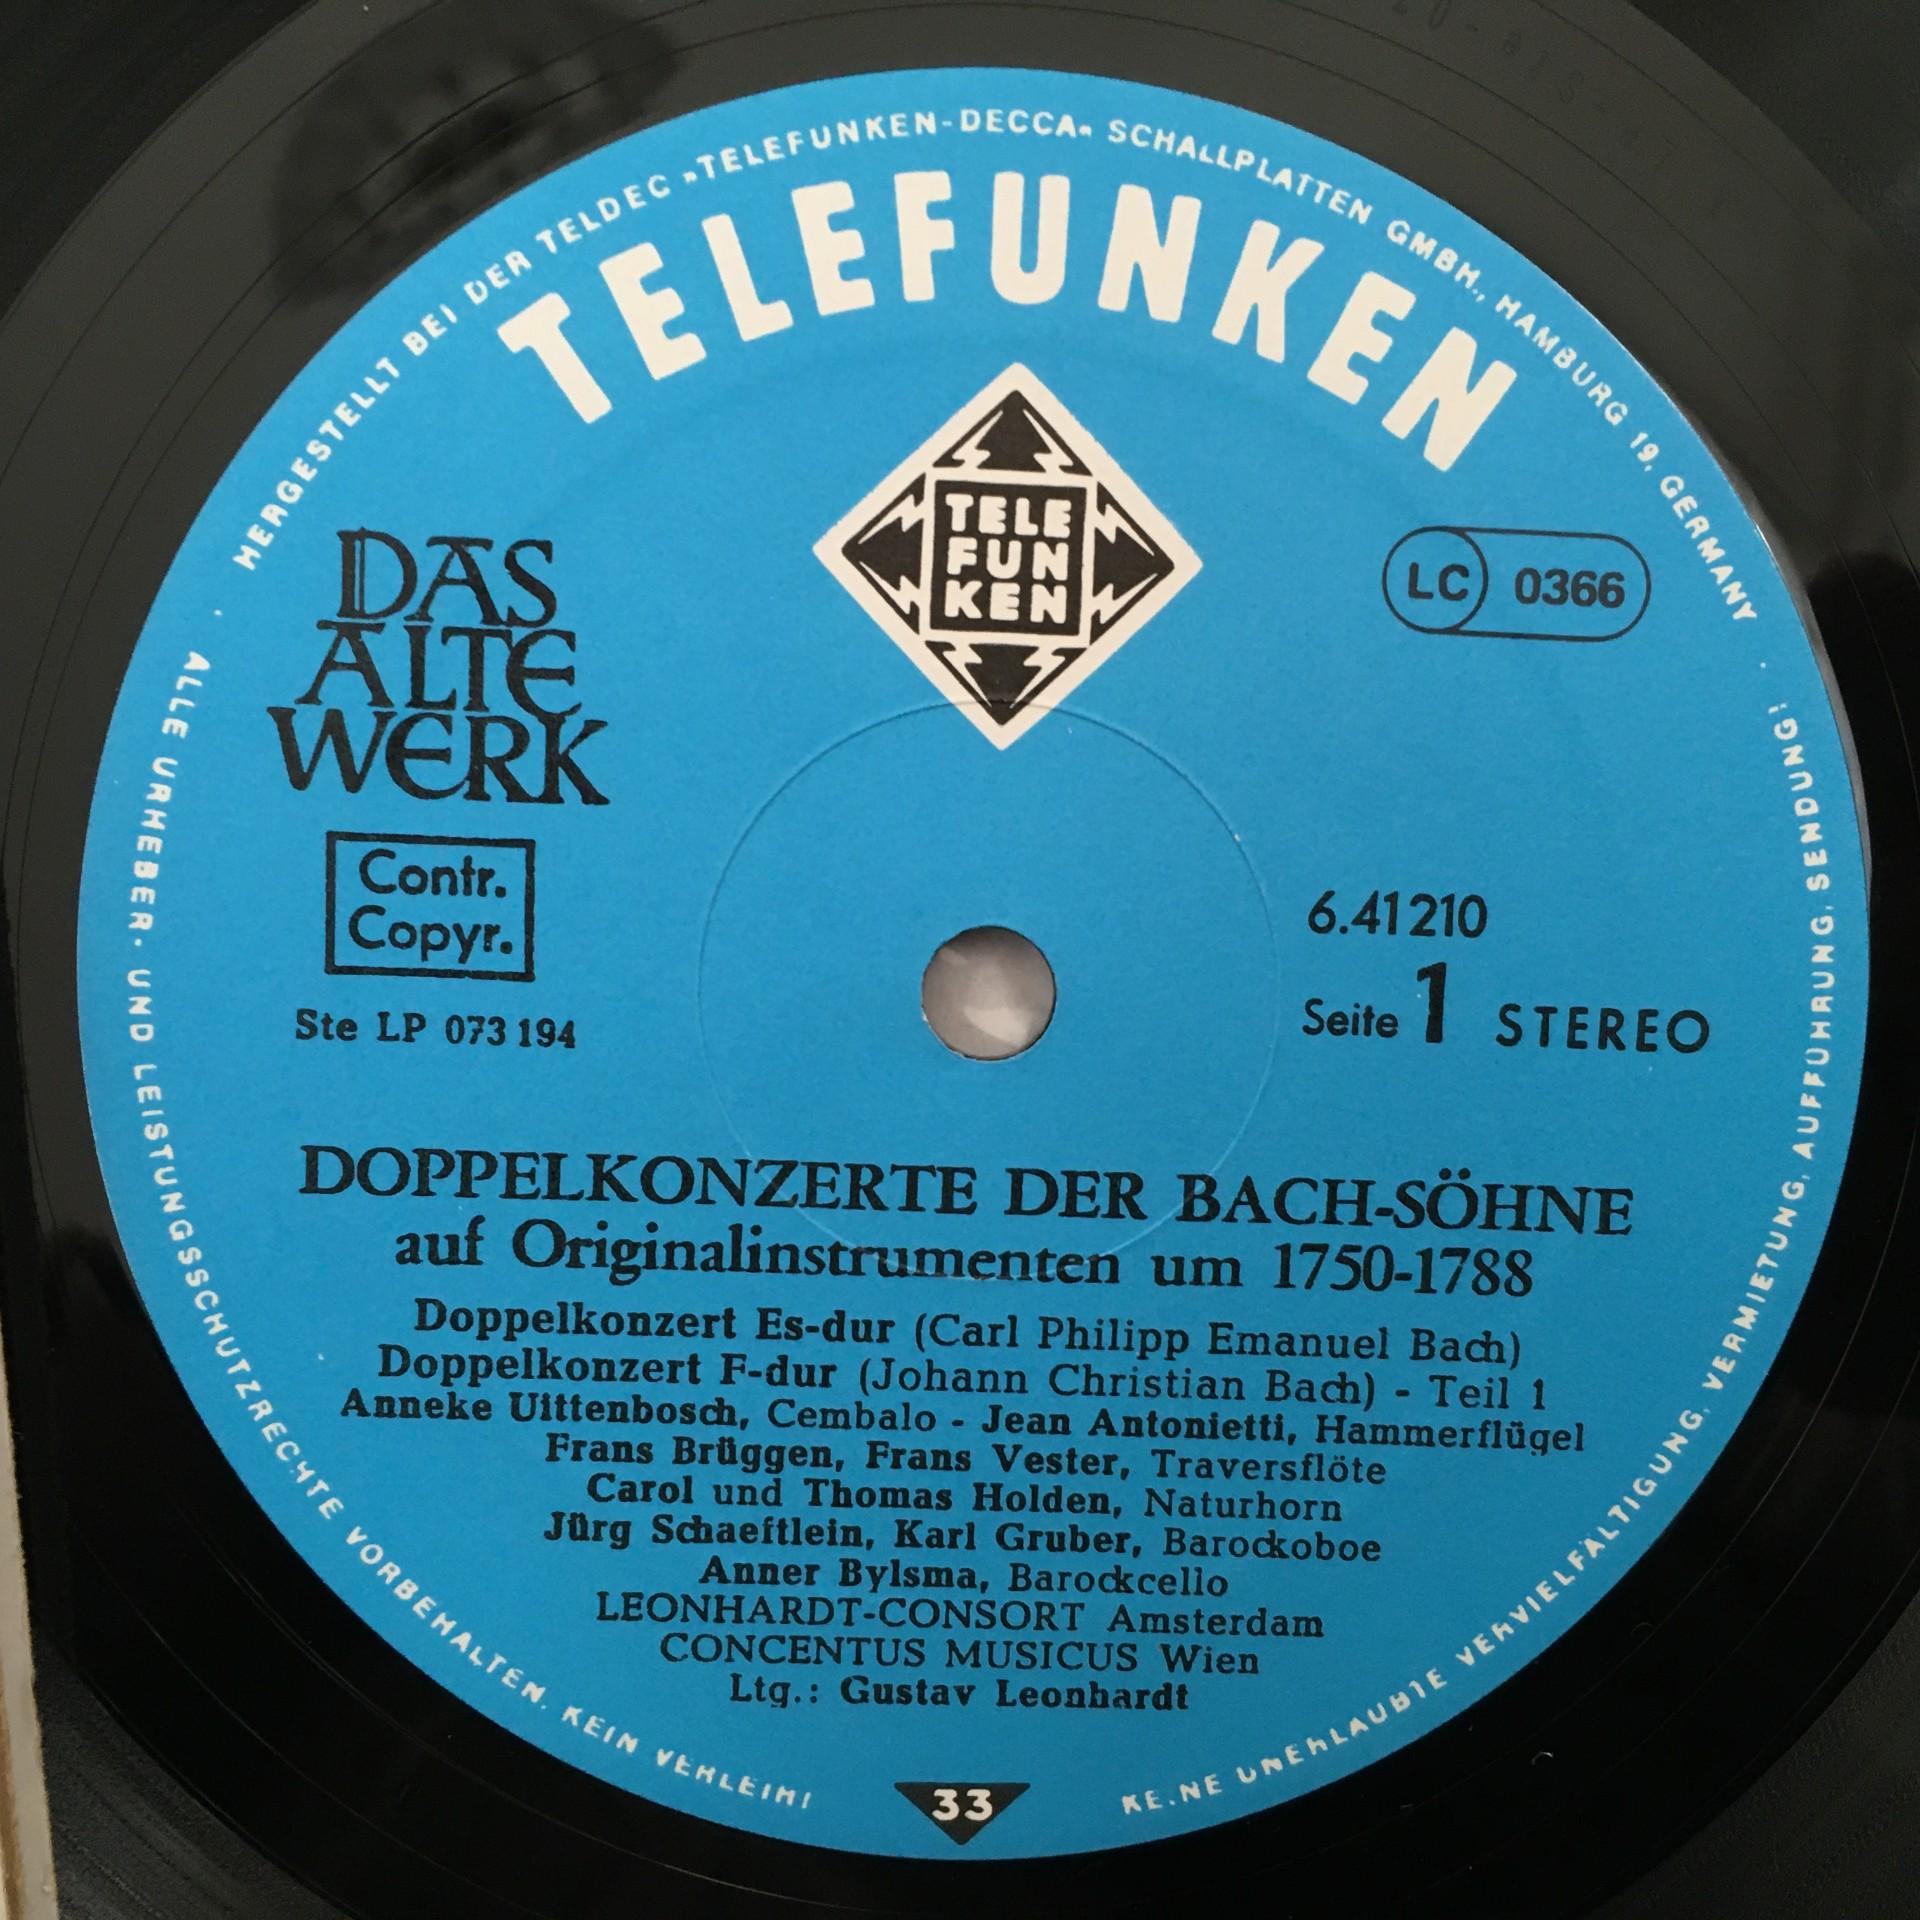 HERGESTELLT BEI DER TELDEC »TELEFUNKEN-DECCA« SCHALLPLATTEN GMBH., HAMBURG 19, GERMANY
TELEFUNKEN
TELE
FUN
KEN
DAS
ALTE
WERK
LC 0366
Contr.
Copyr.
6.41210
Ste LP 073 194
Seite 1 STEREO
DOPPELKONZERTE DER BACH-SÖHNE
auf Originalinstrumenten um 1750-1788
Doppelkonzert Es-dur (Carl Philipp Emanuel Bach)
Doppelkonzert F-dur (Johann Christian Bach) - Teil 1
Anneke Uittenbosch, Cembalo - Jean Antonietti, Hammerflügel
Frans Brüggen, Frans Vester, Traversflöte
Carol und Thomas Holden, Naturhorn
Jürg Schaeftlein, Karl Gruber, Barockoboe
Anner Bylsma, Barockcello
LEONHARDT-CONSORT Amsterdam
CONCENTUS MUSICUS Wien
Ltg.: Gustav Leonhardt
33
ALLE URHEBER- UND LEISTUNGSSCHUTZRECHTE VORBEHALTEN. KEIN VERLEIH!
KEINE UNERLAUBTE VERVIELFÄLTIGUNG, VERMIETUNG, AUFFÜHRUNG, SENDUNG!